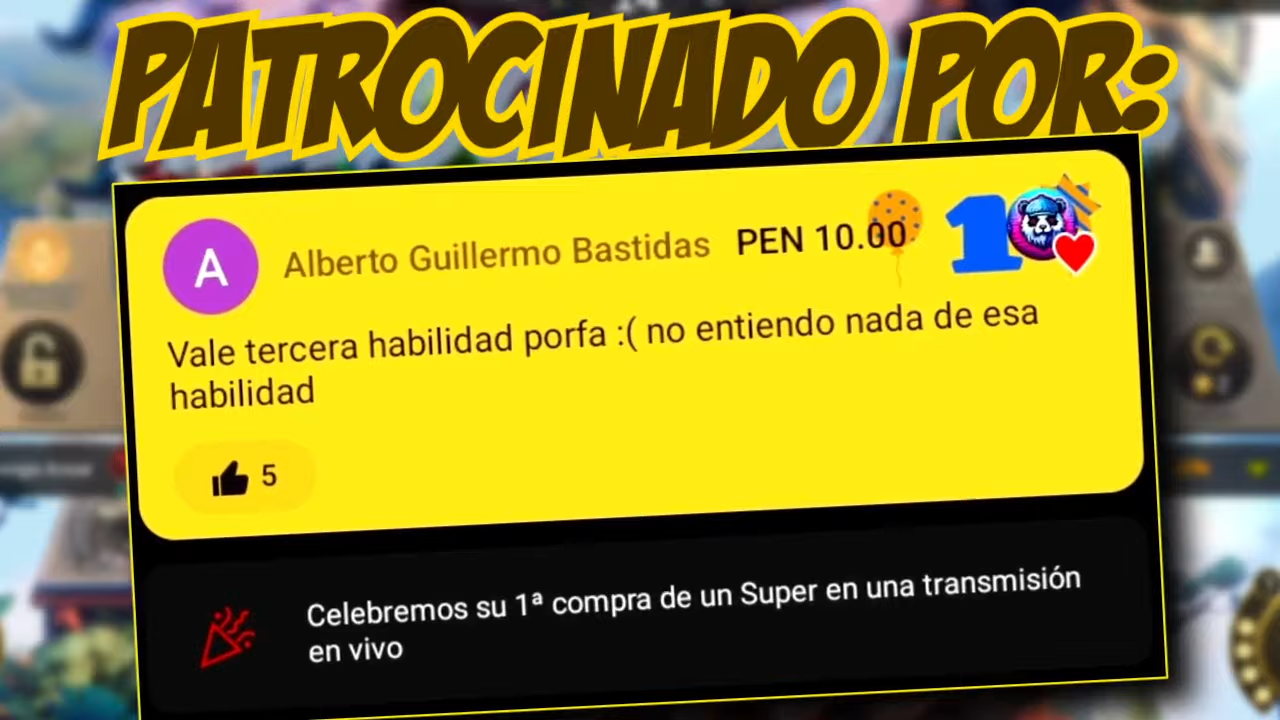 PATROCINADO POR:
A
Alberto Guillermo Bastidas PEN 10.00
1
Vale tercera habilidad porfa :( no entiendo nada de esa
habilidad
5
Celebremos su 1ª compra de un Super en una transmisión
en vivo